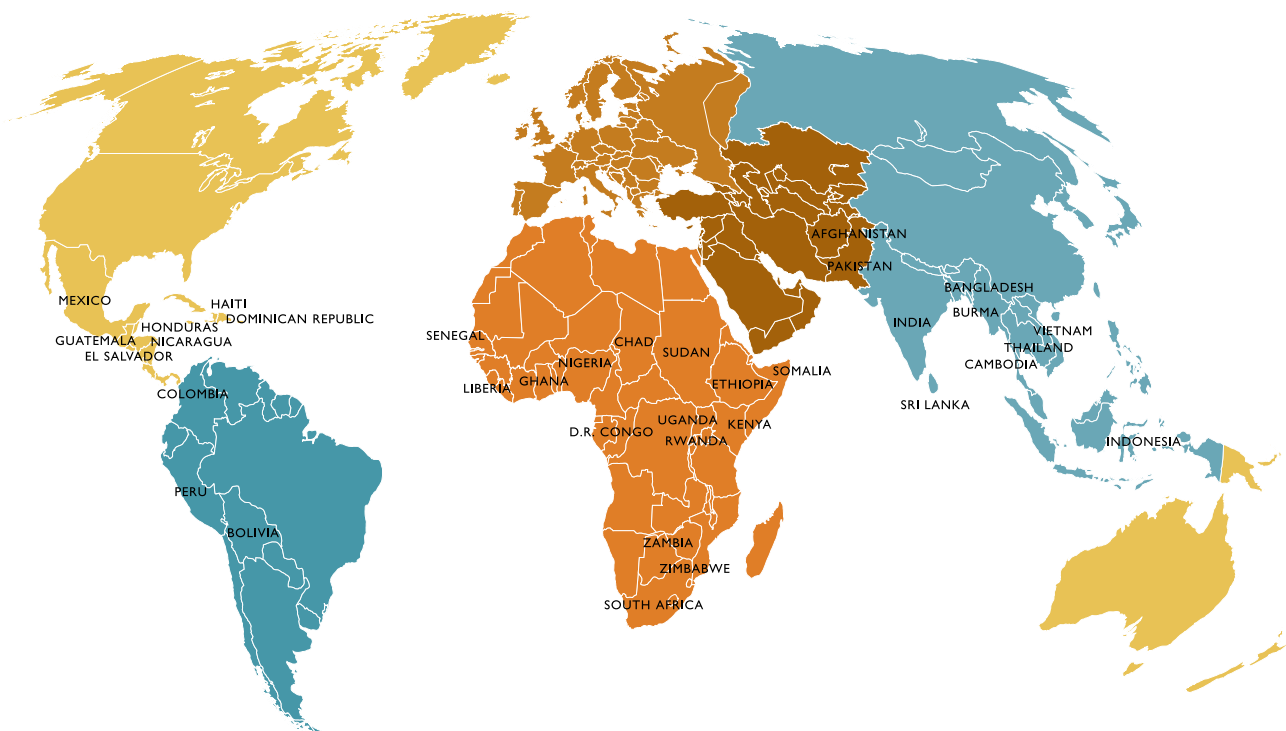 MEXICO
HAITI
DOMINICAN REPUBLIC
HONDURAS
GUATEMALA
NICARAGUA
EL SALVADOR
COLOMBIA
PERU
BOLIVIA
SENEGAL
CHAD
SUDAN
NIGERIA
SOMALIA
LIBERIA
GHANA
ETHIOPIA
UGANDA
KENYA
D.R. CONGO
RWANDA
ZAMBIA
ZIMBABWE
SOUTH AFRICA
AFGHANISTAN
PAKISTAN
BANGLADESH
INDIA
BURMA
VIETNAM
THAILAND
CAMBODIA
SRI LANKA
INDONESIA